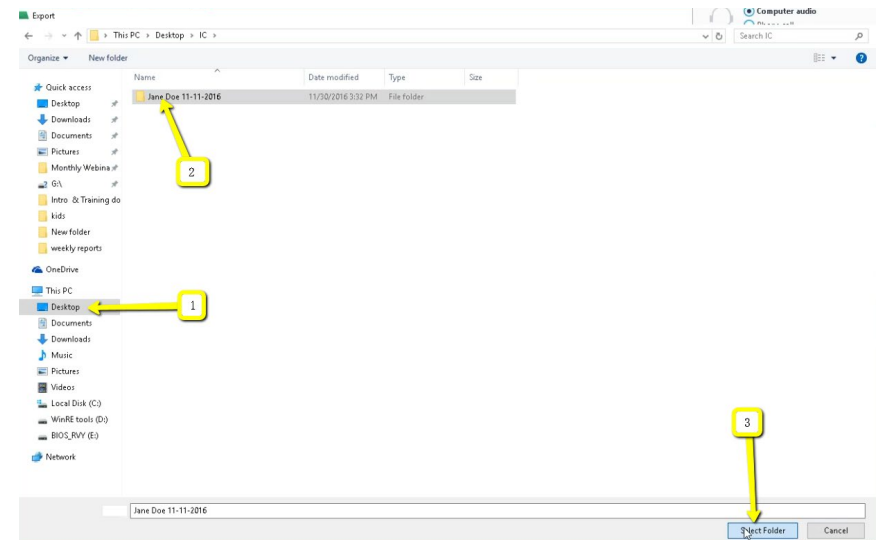 Export
Computer audio
This PC > Desktop > IC >
Search IC
Organize
New folder
Name
Date modified
Type
Size
Quick access
Desktop
Downloads
Documents
Pictures
Monthly Webina
G:\
Intro & Training do
kids
New folder
weekly reports
OneDrive
This PC
Desktop
Documents
Downloads
Music
Pictures
Videos
Local Disk (C:)
WinRE tools (D:)
BIOS_RVY (E:)
Network
Jane Doe 11-11-2016
11/30/2016 3:32 PM
File folder
2
1
3
Jane Doe 11-11-2016
Select Folder
Cancel